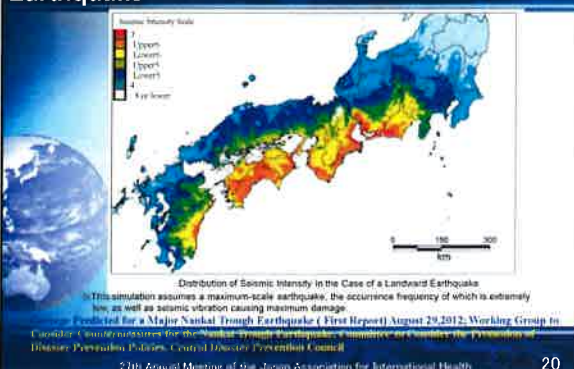 Earthquake
Seismic Intensity Scale
7
Upper6
Lower6
Upper5
Lower5
4
3 or lower
0 150 300
km
Distribution of Seismic Intensity in the Case of a Landward Earthquake
This simulation assumes a maximum-scale earthquake, the occurrence frequency of which is extremely
low, as well as seismic vibration causing maximum damage.
Predicted for a Major Nankai Trough Earthquake ( First Report) August 29,2012; Working Group to
Consider Countermeasures for the Nankai Trough Earthquake, Committee to Consider the Promotion of
Disaster Prevention Policies, Central Disaster Prevention Council
27th Annual Meeting of the Japan Association for International Health
20